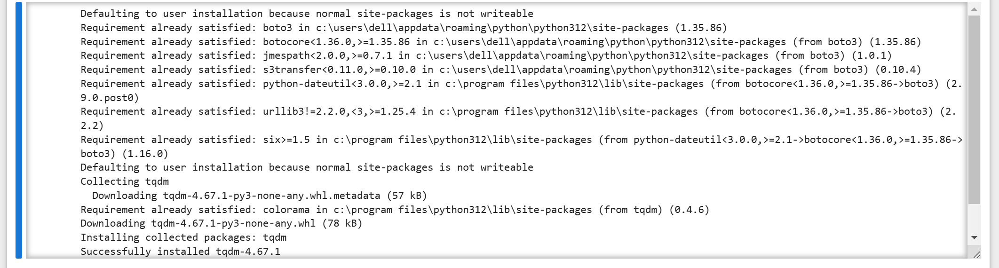 Defaulting to user installation because normal site-packages is not writeable
Requirement already satisfied: boto3 in c:\users\dell\appdata\roaming\python\python312\site-packages (1.35.86)
Requirement already satisfied: botocore<1.36.0,>=1.35.86 in c:\users\dell\appdata\roaming\python\python312\site-packages (from boto3) (1.35.86)
Requirement already satisfied: jmespath<2.0.0,>=0.7.1 in c:\users\dell\appdata\roaming\python\python312\site-packages (from boto3) (1.0.1)
Requirement already satisfied: s3transfer<0.11.0,>=0.10.0 in c:\users\dell\appdata\roaming\python\python312\site-packages (from boto3) (0.10.4)
Requirement already satisfied: python-dateutil<3.0.0,>=2.1 in c:\program files\python312\lib\site-packages (from botocore<1.36.0,>=1.35.86->boto3) (2.
9.0.post0)
Requirement already satisfied: urllib3!=2.2.0,<3,>=1.25.4 in c:\program files\python312\lib\site-packages (from botocore<1.36.0,>=1.35.86->boto3) (2.
2.2)
Requirement already satisfied: six>=1.5 in c:\program files\python312\lib\site-packages (from python-dateutil<3.0.0,>=2.1->botocore<1.36.0,>=1.35.86->
boto3) (1.16.0)
Defaulting to user installation because normal site-packages is not writeable
Collecting tqdm
  Downloading tqdm-4.67.1-py3-none-any.whl.metadata (57 kB)
Requirement already satisfied: colorama in c:\program files\python312\lib\site-packages (from tqdm) (0.4.6)
Downloading tqdm-4.67.1-py3-none-any.whl (78 kB)
Installing collected packages: tqdm
Successfully installed tqdm-4.67.1